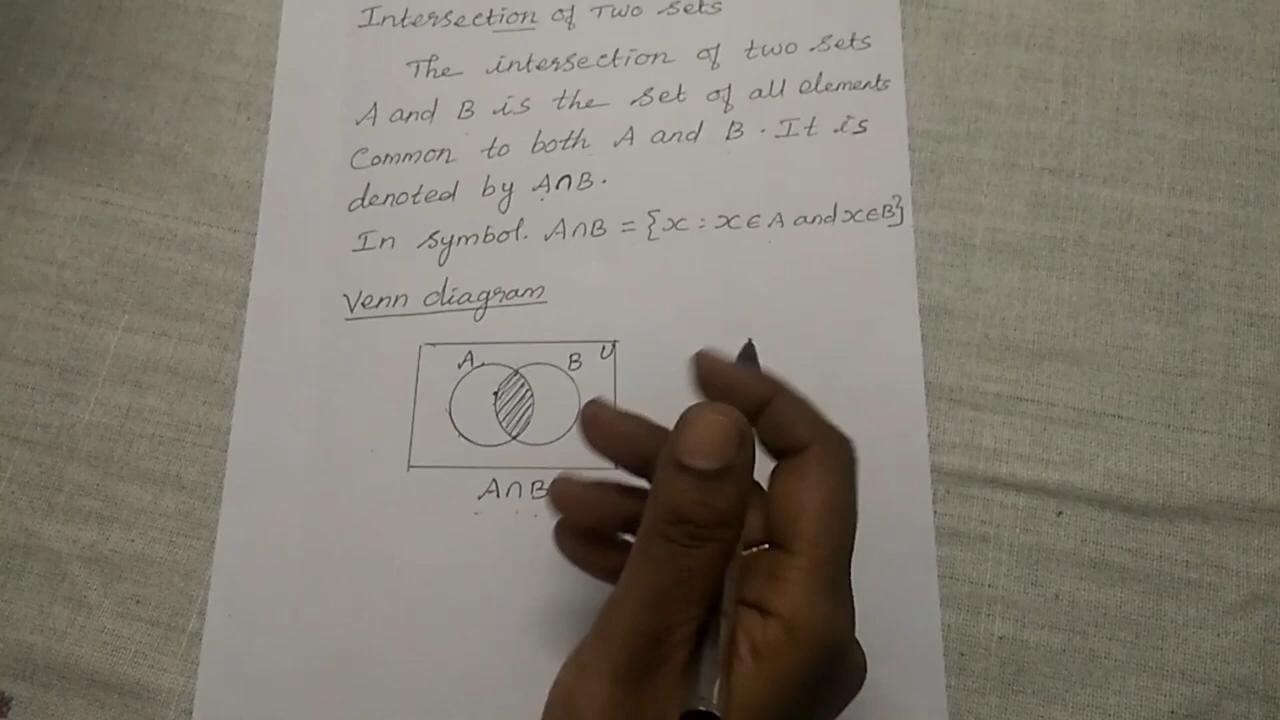 Intersection of Two sets
The intersection of two sets
A and B is the set of all elements
Common to both A and B. It is
denoted by A∩B.
In symbol. A∩B = {x : x ∈ A and x ∈ B}
Venn diagram
A B U
A∩B